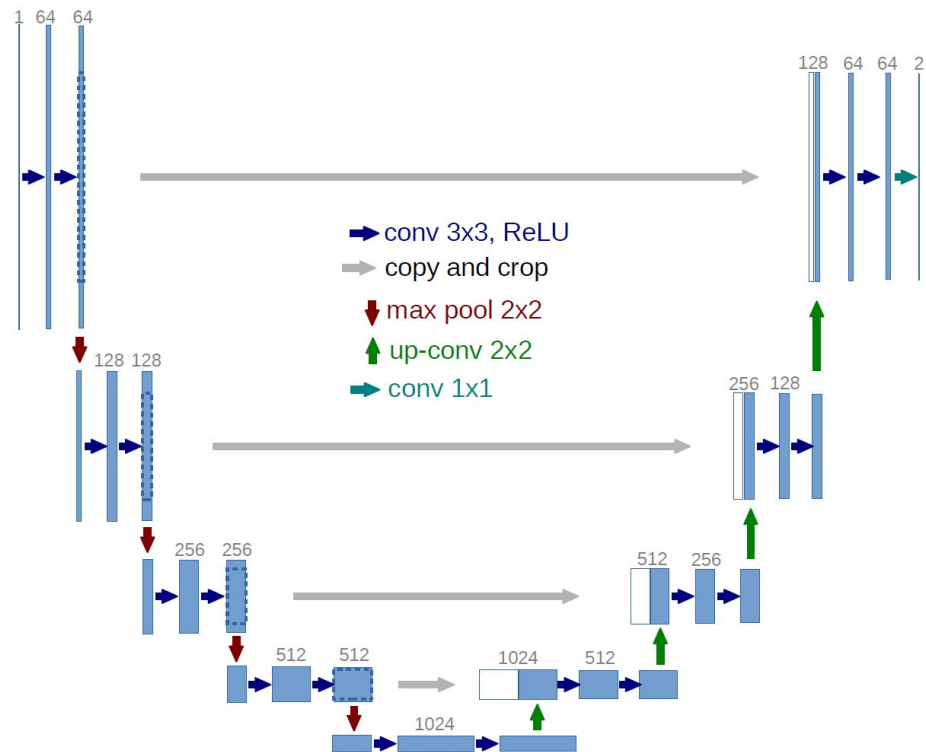 1 64 64
128 64 64 2
conv 3x3, ReLU
copy and crop
max pool 2x2
up-conv 2x2
conv 1x1
128 128
256 128
256 256
512 256
512 512
1024 512
1024